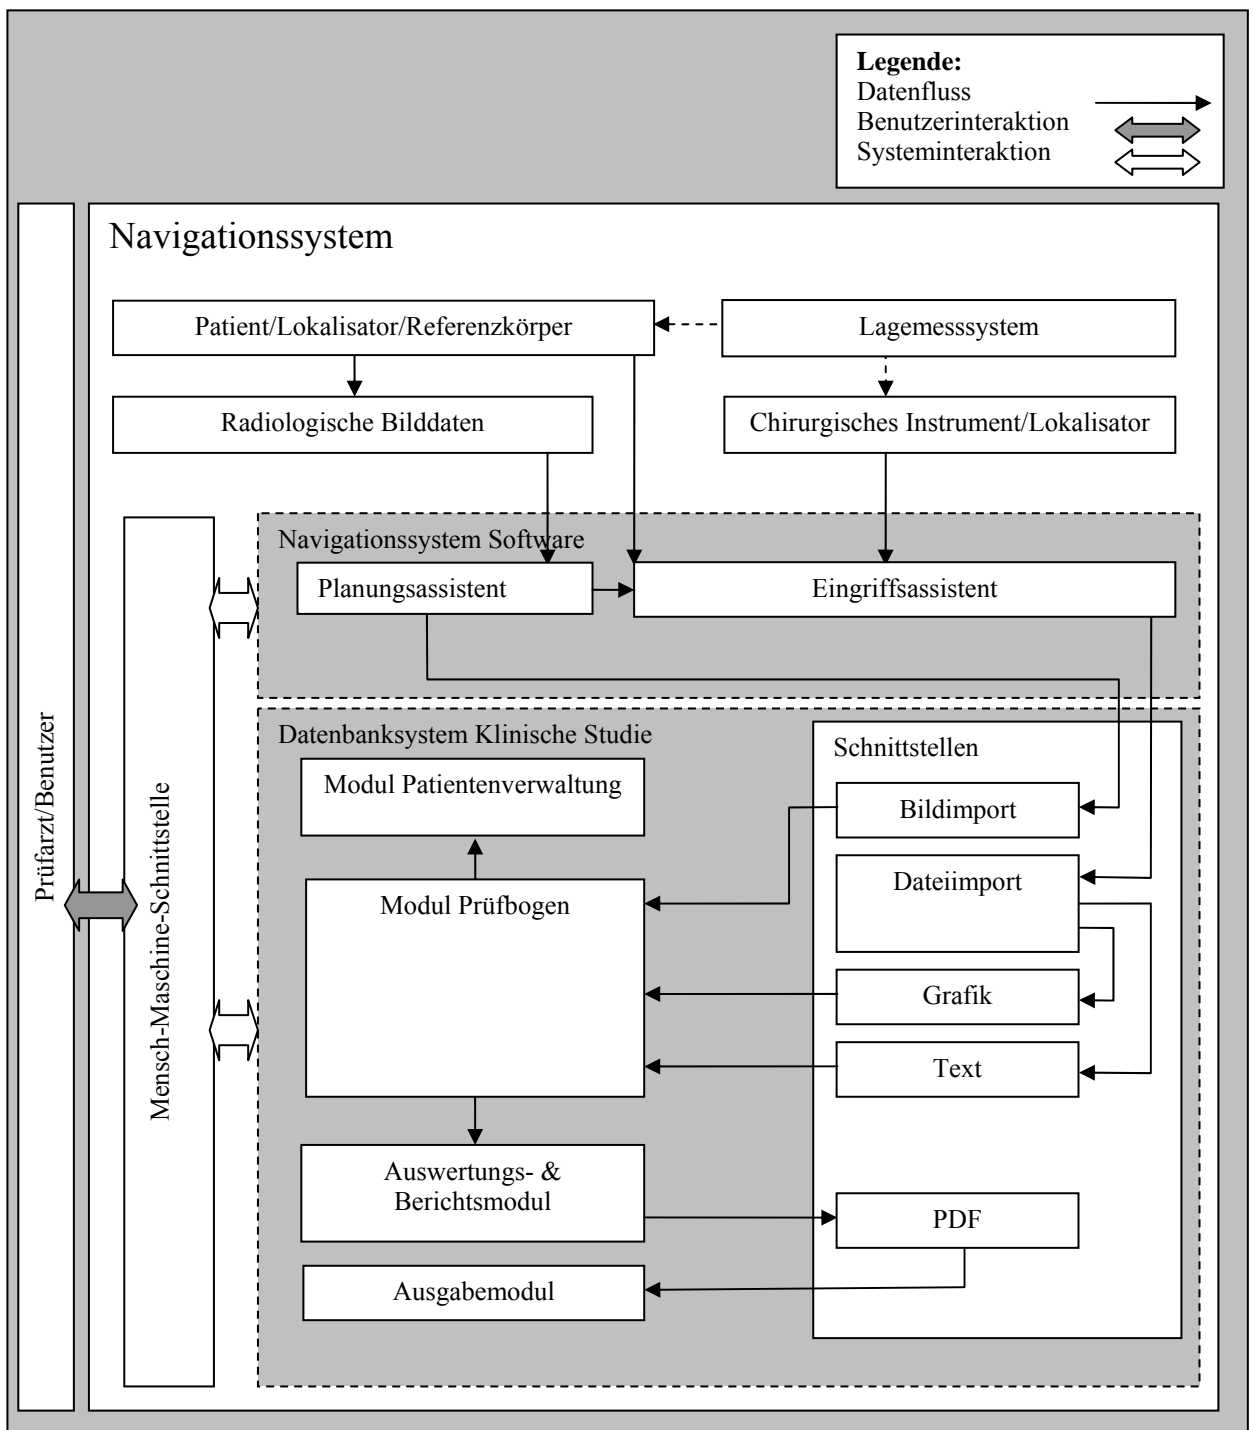 Legende:
Datenfluss
Benutzerinteraktion
Systeminteraktion
Navigationssystem
Patient/Lokalisator/Referenzkörper
Lagemesssystem
Radiologische Bilddaten
Chirurgisches Instrument/Lokalisator
Navigationssystem Software
Planungsassistent
Eingriffsassistent
Prüfarzt/Benutzer
Mensch-Maschine-Schnittstelle
Datenbanksystem Klinische Studie
Schnittstellen
Modul Patientenverwaltung
Bildimport
Dateiimport
Modul Prüfbogen
Grafik
Text
Auswertungs- &
Berichtsmodul
PDF
Ausgabemodul